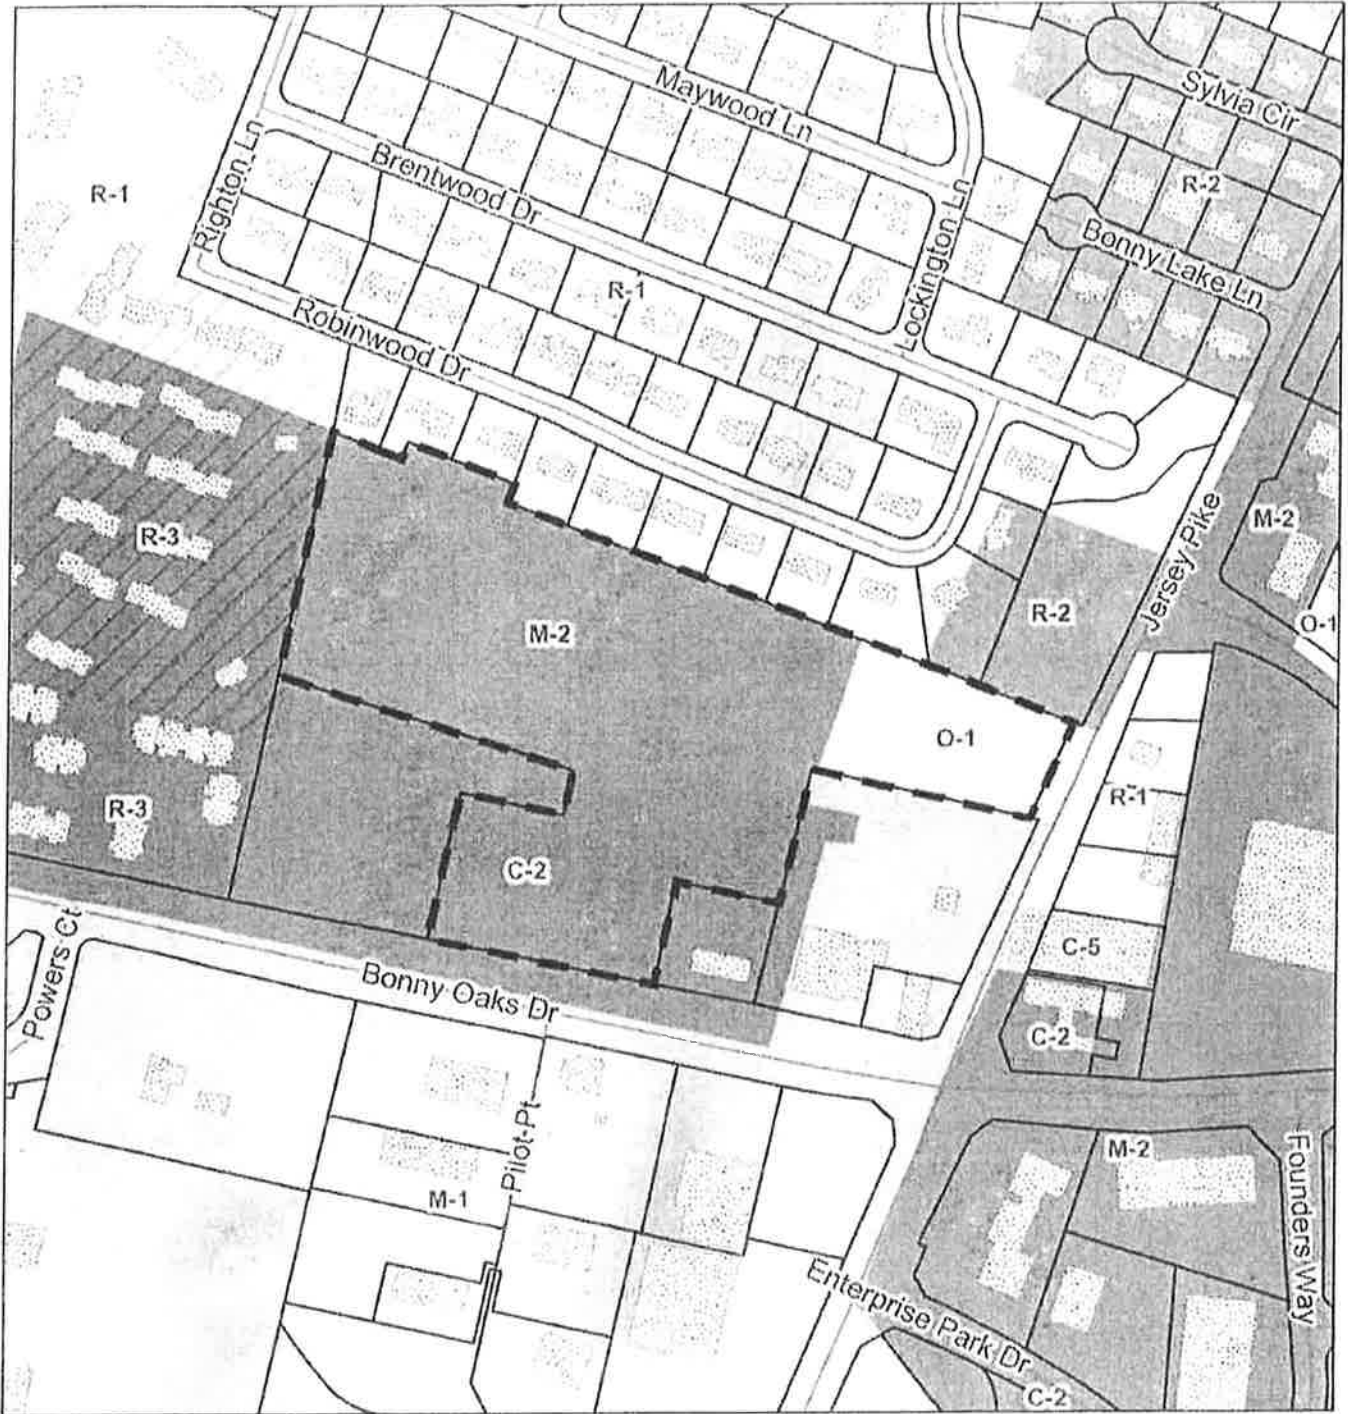 Maywood Ln
Sylvia Cir
Righton Ln
Brentwood Dr
R-1
R-2
Lockington Ln
Bonny Lake Ln
R-1
Robinwood Dr
R-3
M-2
Jersey Pike
R-2
M-2
O-1
O-1
R-1
R-3
C-2
C-5
Powers Ct
Bonny Oaks Dr
C-2
Pilot Pt
M-2
M-1
Founders Way
Enterprise Park Dr
C-2